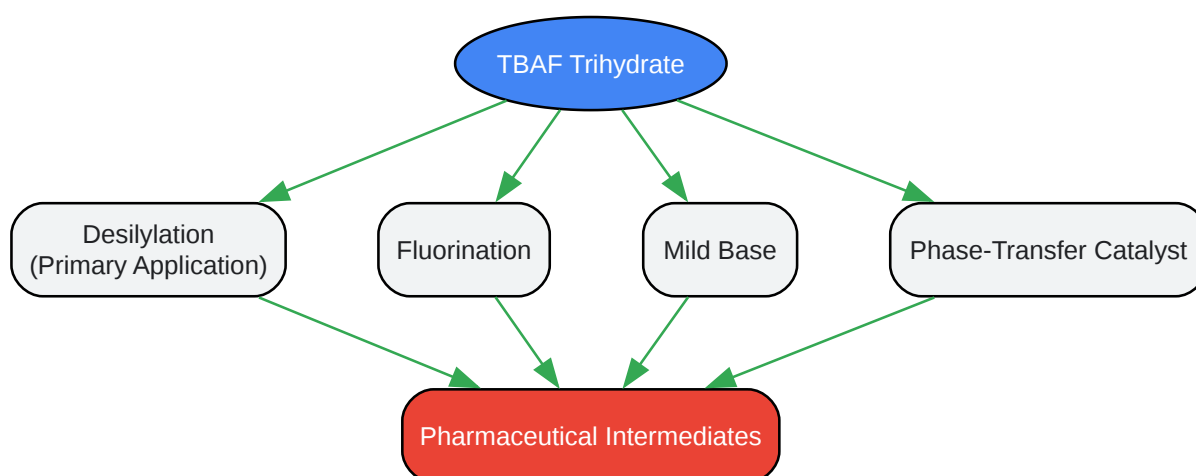 TBAF Trihydrate
Desilylation
(Primary Application)
Fluorination
Mild Base
Phase-Transfer Catalyst
Pharmaceutical Intermediates